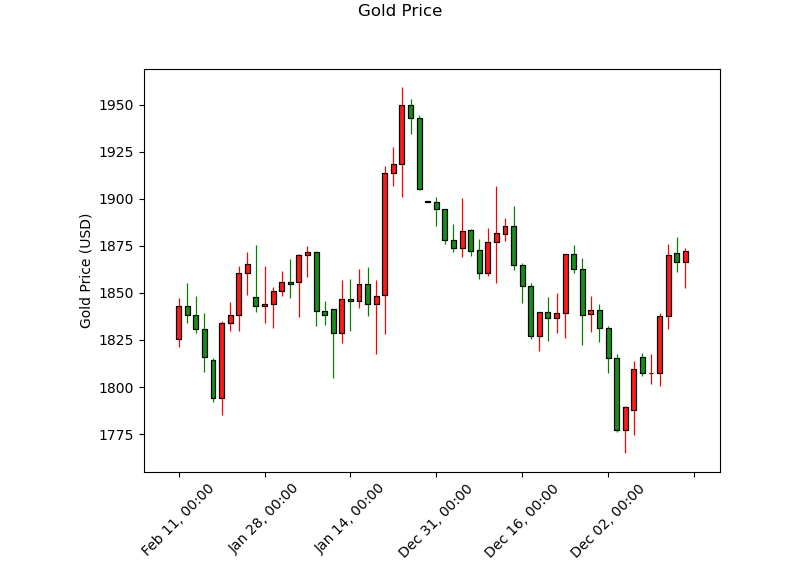 Gold Price
Gold Price (USD)
1950
1925
1900
1875
1850
1825
1800
1775
Feb 11, 00:00
Jan 28, 00:00
Jan 14, 00:00
Dec 31, 00:00
Dec 16, 00:00
Dec 02, 00:00